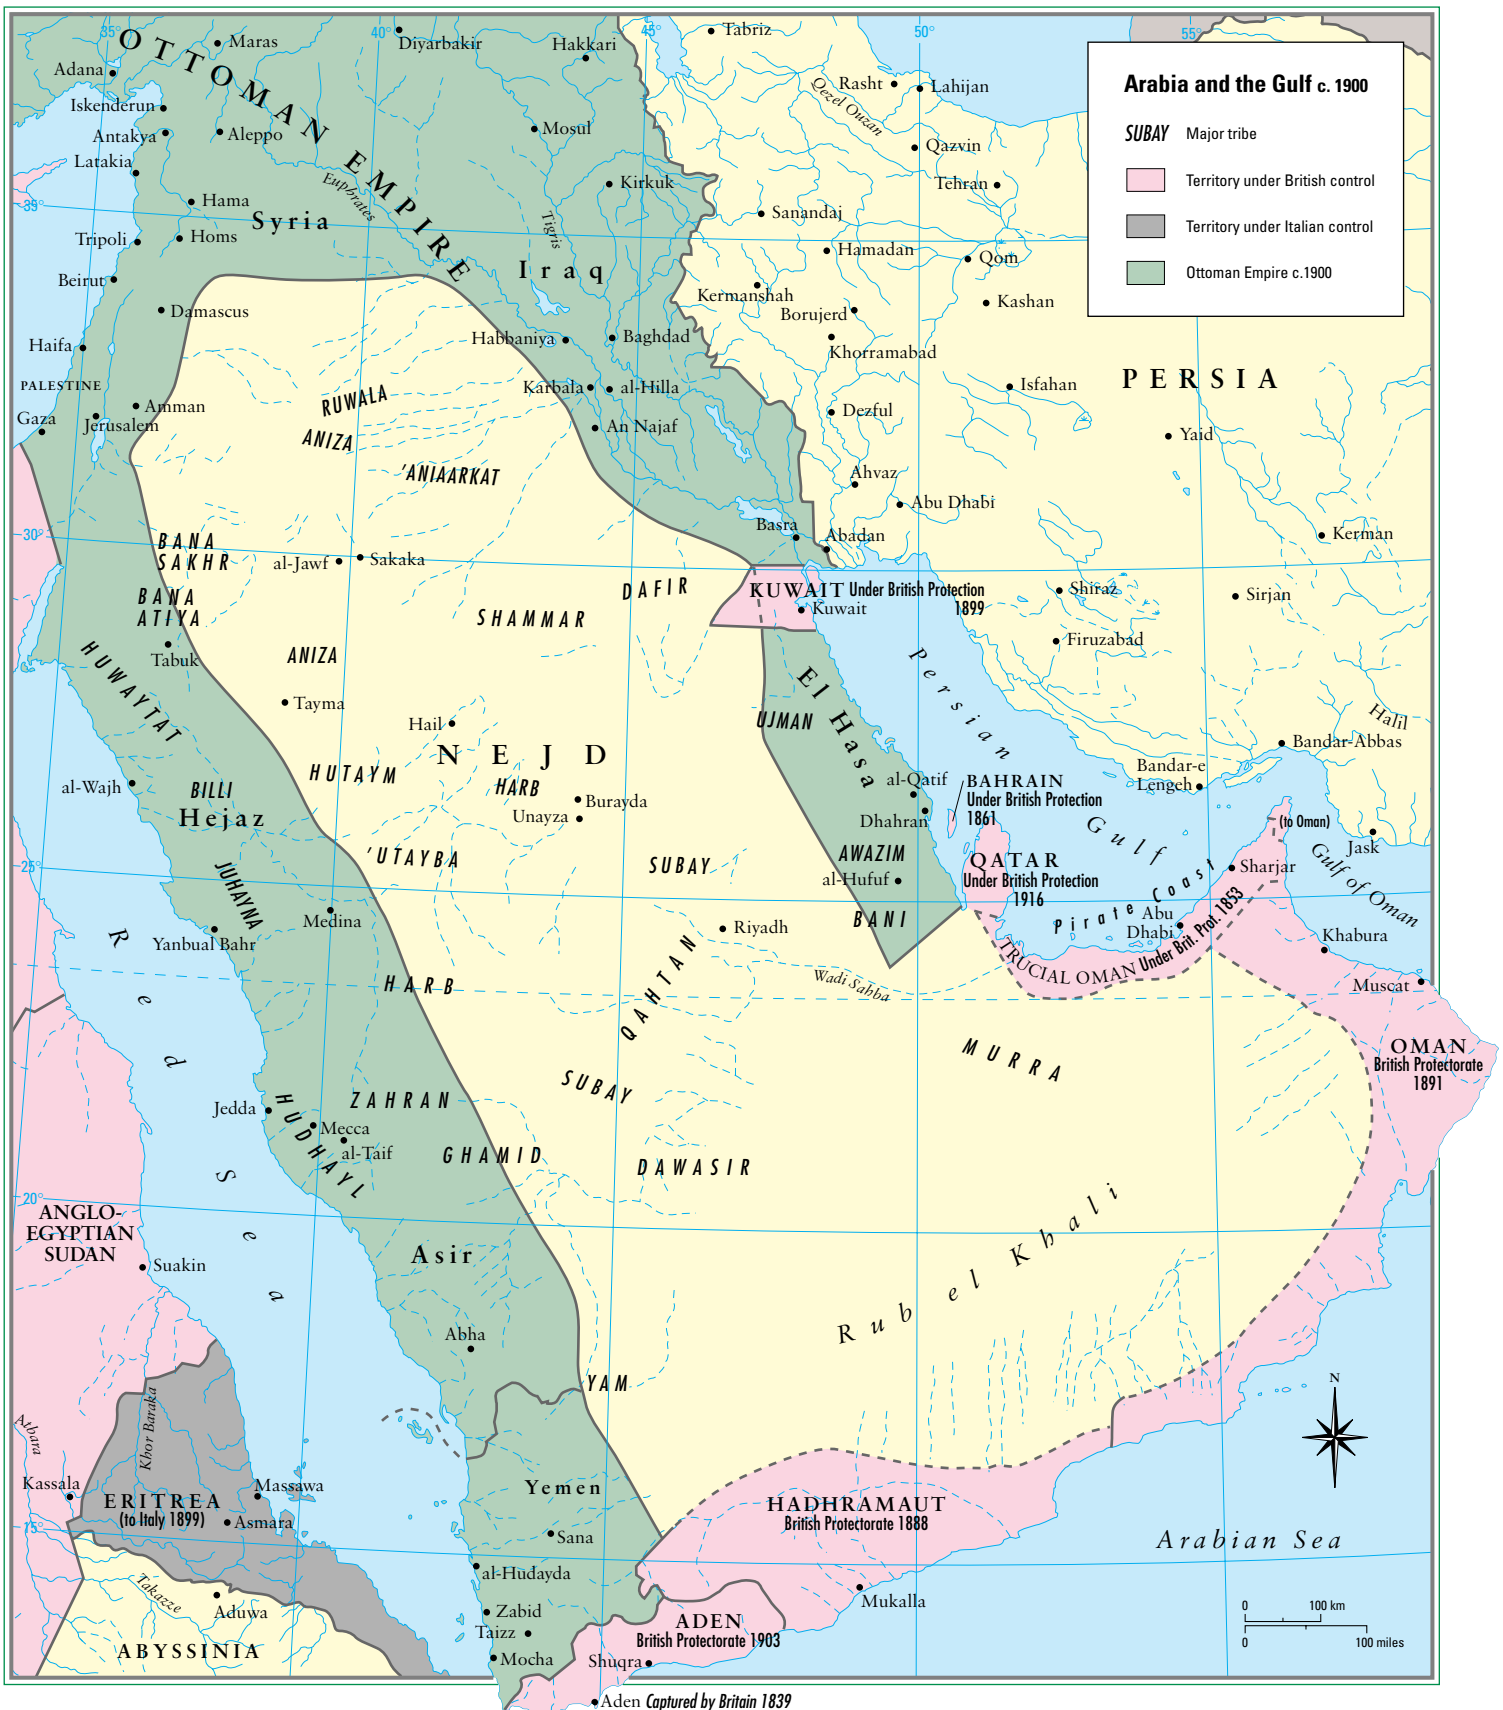 Arabia and the Gulf c. 1900
SUBAY Major tribe
Territory under British control
Territory under Italian control
Ottoman Empire c.1900
35°
40°
45°
50°
55°
OTTOMAN EMPIRE
Maras
Diyarbakir
Hakkari
Tabriz
Adana
Rasht
Lahijan
Qezel Ouzan
Iskenderun
Antakya
Aleppo
Mosul
Latakia
Qazvin
Tehran
Kirkuk
Euphrates
Tigris
Hama
Syria
Sanandaj
35°
Tripoli
Homs
Hamadan
Qom
Iraq
Beirut
Kermanshah
Borujerd
Kashan
Damascus
Habbaniya
Baghdad
Khorramabad
Haifa
PERSIA
PALESTINE
Karbala
al-Hilla
Isfahan
RUWALA
Amman
Gaza
Jerusalem
An Najaf
Dezful
Yaid
ANIZA
'ANIAARKAT
Ahvaz
Abu Dhabi
Basra
Abadan
Kerman
30°
BANA
SAKHR
al-Jawf
Sakaka
BANA
ATIYA
DAFIR
KUWAIT Under British Protection
1899
Kuwait
Shiraz
Sirjan
SHAMMAR
Firuzabad
Tabuk
HUWAYTAT
ANIZA
Persian Gulf
El Hasa
Tayma
Hail
UJMAN
Halil
NEJD
Bandar-Abbas
HUTAYM
HARB
Bandar-e
Lengeh
al-Wajh
BILLI
Burayda
Unayza
al-Qatif
BAHRAIN
Under British Protection
1861
Hejaz
Dhahran
(to Oman)
Jask
Gulf of Oman
'UTAYBA
SUBAY
AWAZIM
QATAR
Under British Protection
1916
Sharjar
25°
JUHAYNA
al-Hufuf
Pirate Coast
Medina
BANI
Abu
Dhabi
Yanbual Bahr
Riyadh
Khabura
TRUCIAL OMAN Under Brit. Prot. 1853
Red Sea
HARB
QAHTAN
Wadi Sahba
Muscat
MURRA
OMAN
British Protectorate
1891
SUBAY
ZAHRAN
Jedda
Mecca
al-Taif
HUDHAYL
GHAMID
DAWASIR
20°
ANGLO-
EGYPTIAN
SUDAN
Rub el Khali
Asir
Suakin
Abha
YAM
N
Atbara
Khor Baraka
Kassala
Massawa
Yemen
ERITREA
(to Italy 1899)
Asmara
HADHRAMAUT
British Protectorate 1888
15°
Sana
Arabian Sea
al-Hudayda
Takazze
Aduwa
Zabid
Taizz
Mukalla
ADEN
British Protectorate 1903
ABYSSINIA
Mocha
Shuqra
0 100 km
0 100 miles
Aden Captured by Britain 1839